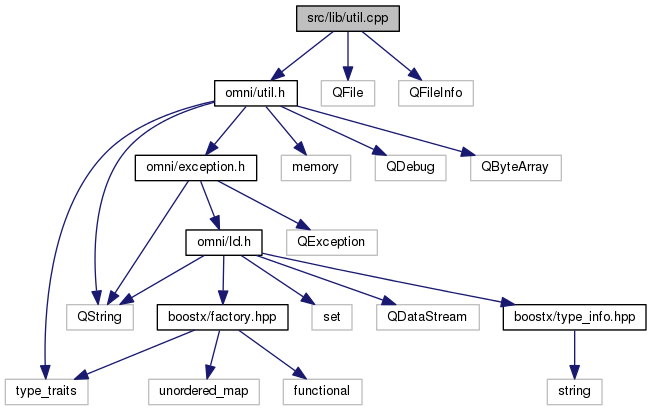 src/lib/util.cpp
omni/util.h
QFile
QFileInfo
omni/exception.h
memory
QDebug
QByteArray
omni/Id.h
QException
QString
boostx/factory.hpp
set
QDataStream
boostx/type_info.hpp
type_traits
unordered_map
functional
string